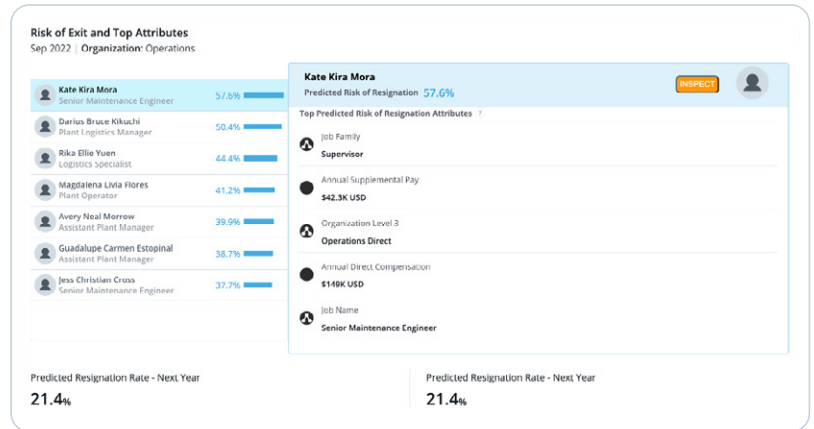 Risk of Exit and Top Attributes
Sep 2022 | Organization: Operations
Kate Kira Mora
Senior Maintenance Engineer
57.6%
Darius Bruce Kikuchi
Plant Logistics Manager
50.4%
Rika Ellie Yuen
Logistics Specialist
44.4%
Magdalena Livia Flores
Plant Operator
41.2%
Avery Neal Morrow
Assistant Plant Manager
39.9%
Guadalupe Carmen Estopinal
Assistant Plant Manager
38.7%
Jess Christian Cross
Senior Maintenance Engineer
37.7%
Kate Kira Mora
Predicted Risk of Resignation 57.6%
INSPECT
Top Predicted Risk of Resignation Attributes ?
Job Family
Supervisor
Annual Supplemental Pay
$42.3K USD
Organization Level 3
Operations Direct
Annual Direct Compensation
$149K USD
Job Name
Senior Maintenance Engineer
Predicted Resignation Rate - Next Year
21.4%
Predicted Resignation Rate - Next Year
21.4%